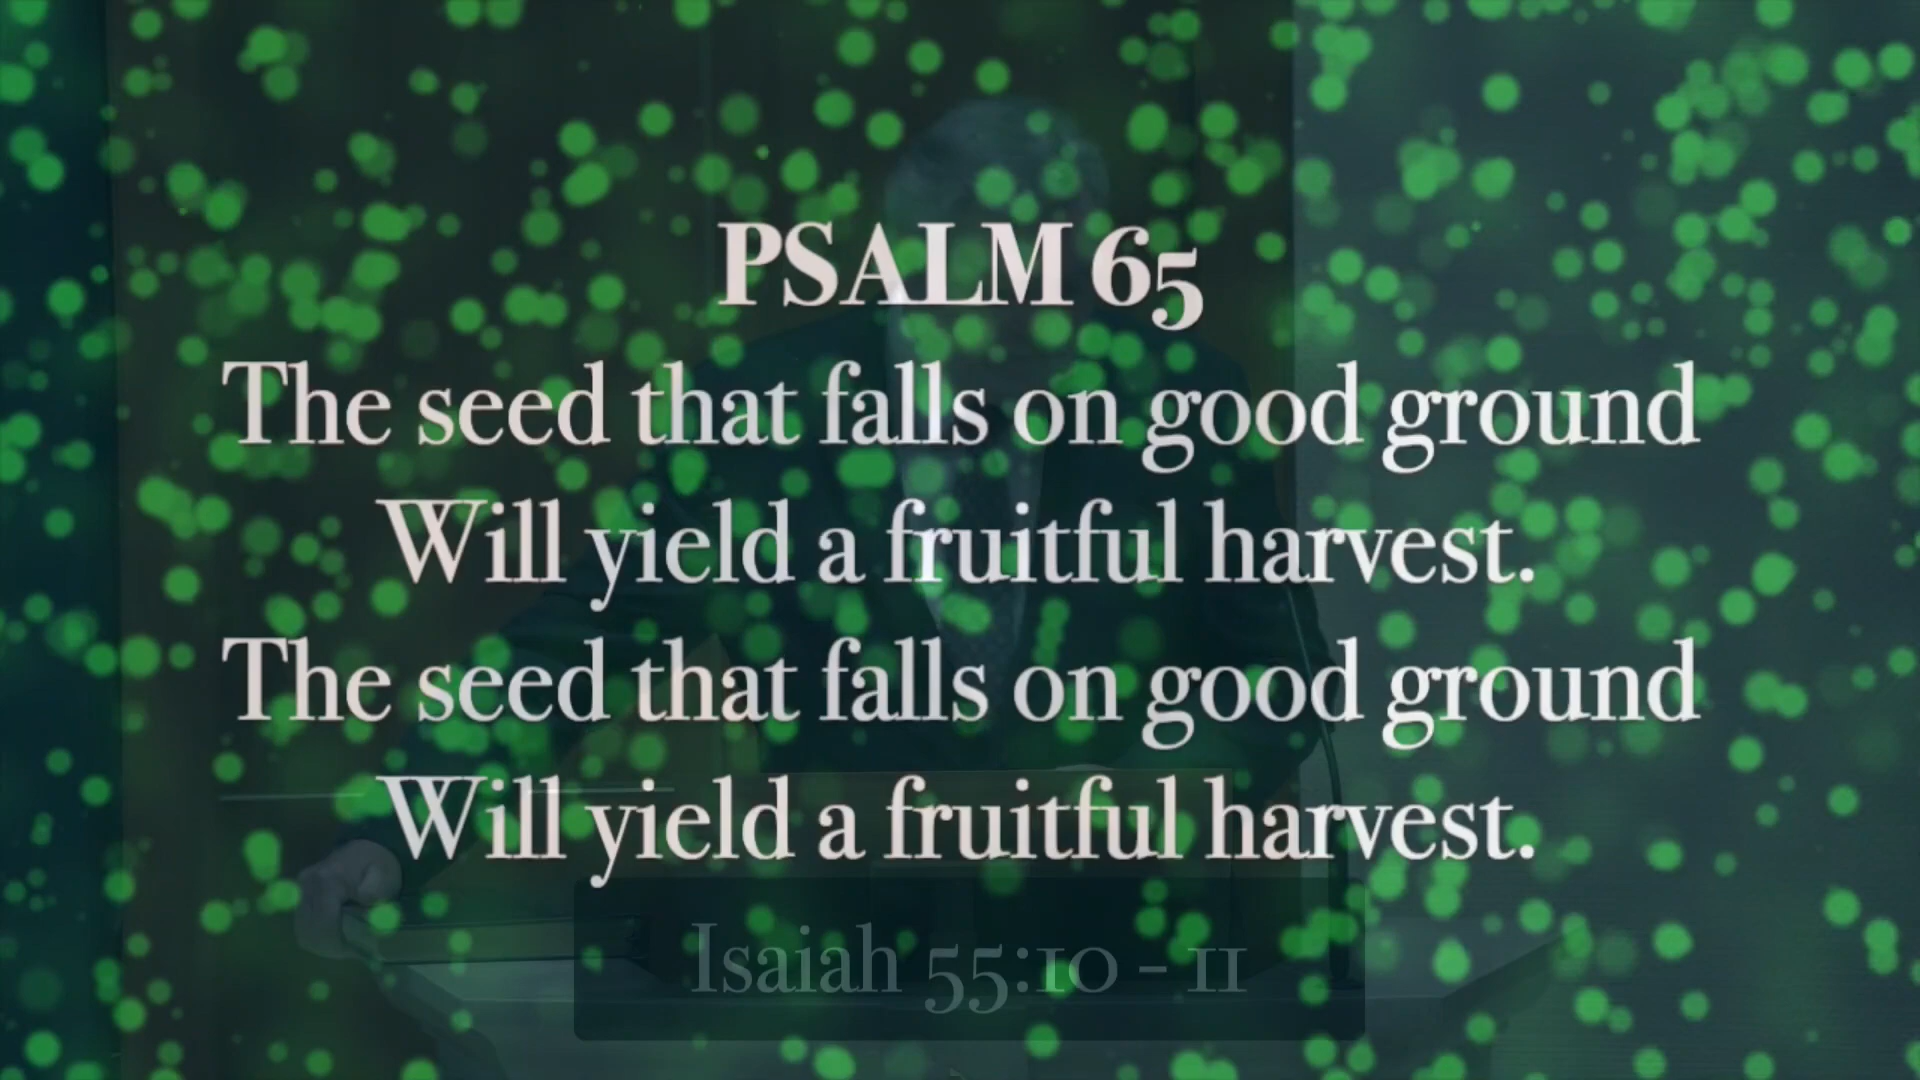 PSALM 65
The seed that falls on good ground
Will yield a fruitful harvest.
The seed that falls on good ground
Will yield a fruitful harvest.
Isaiah 55:10 - 11